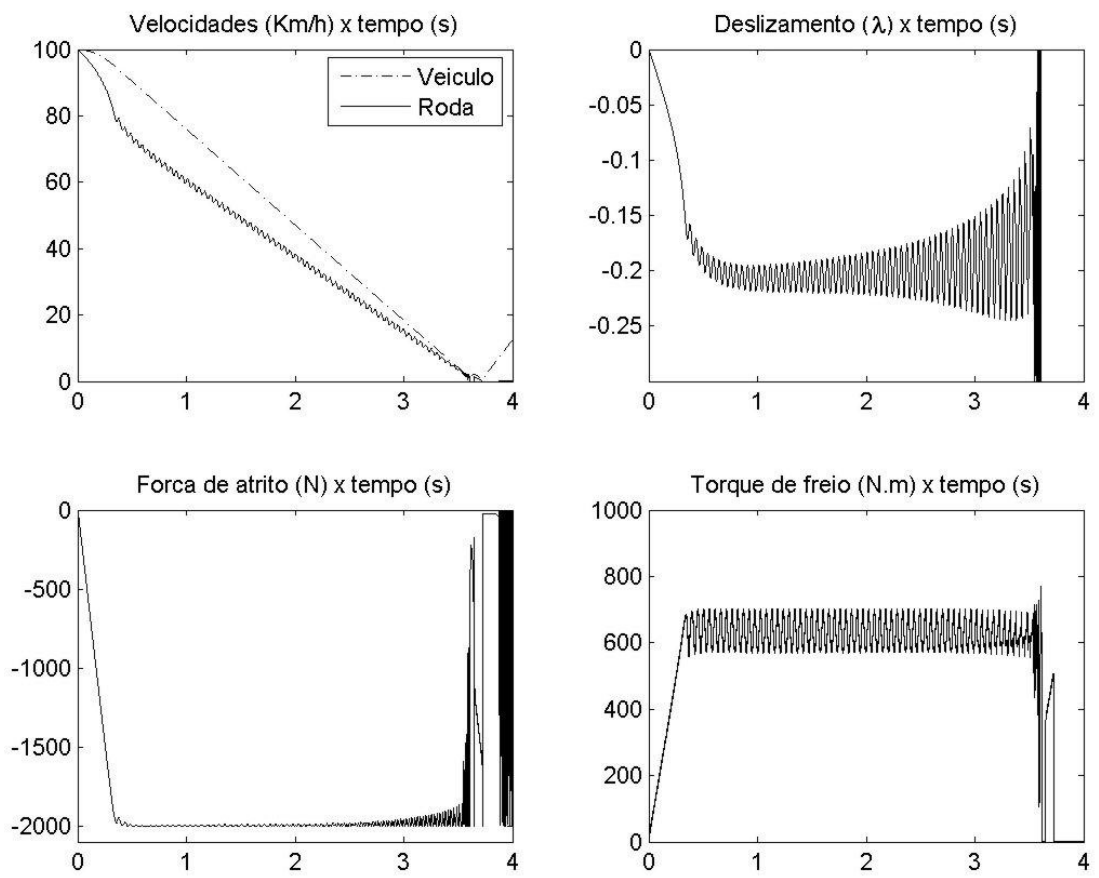 Velocidades (Km/h) x tempo (s)
100
80
60
40
20
0
0 1 2 3 4
Veiculo
Roda
Deslizamento (λ) x tempo (s)
0
-0.05
-0.1
-0.15
-0.2
-0.25
0 1 2 3 4
Forca de atrito (N) x tempo (s)
0
-500
-1000
-1500
-2000
0 1 2 3 4
Torque de freio (N.m) x tempo (s)
1000
800
600
400
200
0
0 1 2 3 4